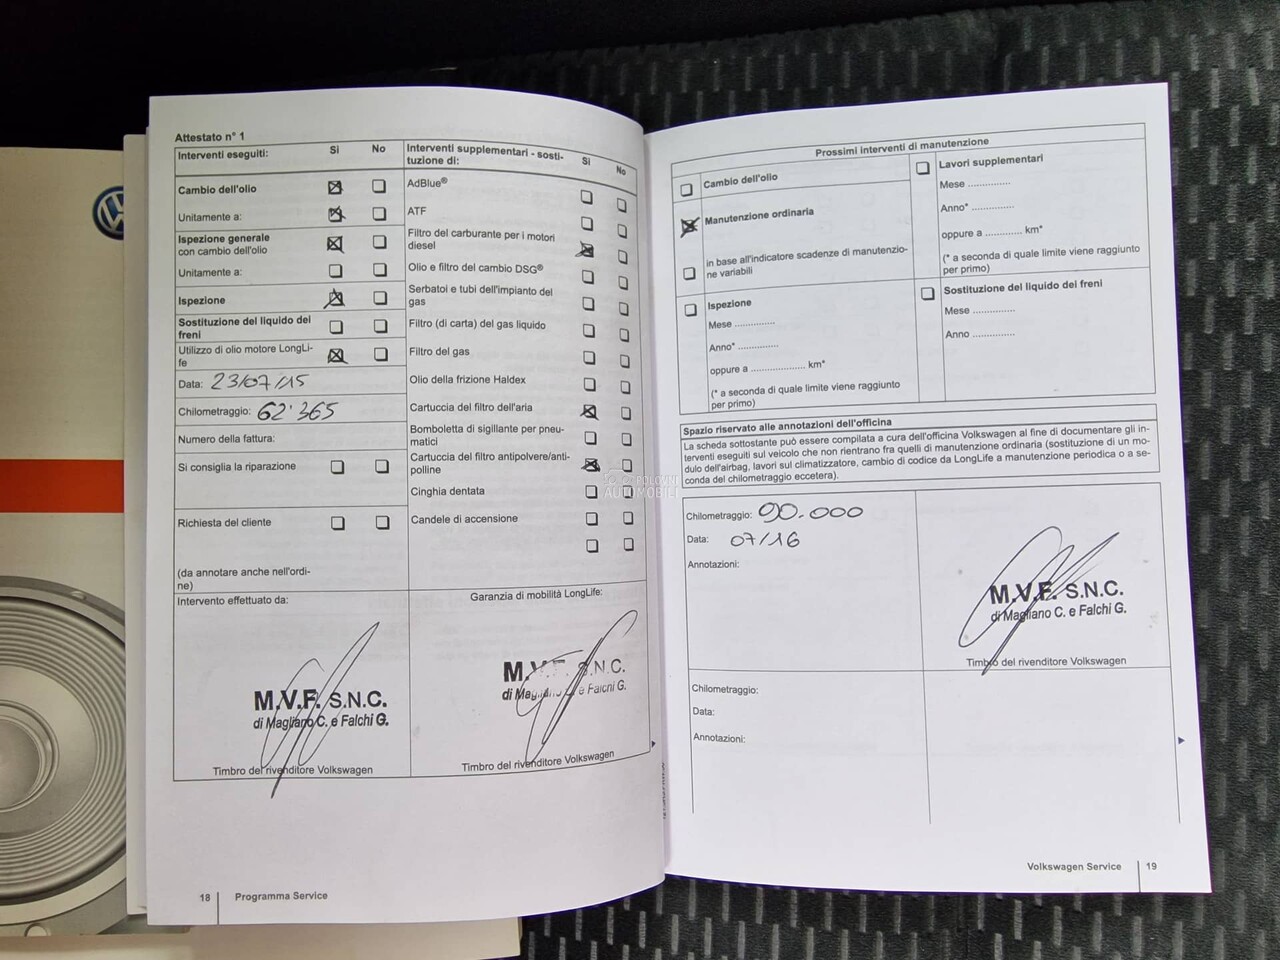 Attestato n° 1
Interventi eseguiti: Si No
Cambio dell'olio
Unitamente a:
Ispezione generale
con cambio dell'olio
Unitamente a:
Ispezione
Sostituzione del liquido dei
freni
Utilizzo di olio motore LongLi-
fe
Data: 23/07/15
Chilometraggio: 62'365
Numero della fattura:
Si consiglia la riparazione
Richiesta del cliente
(da annotare anche nell'ordi-
ne)
Intervento effettuato da:
M.V.F. S.N.C.
di Magliano C. e Falchi G.
Timbro del rivenditore Volkswagen
Interventi supplementari - sosti-
tuzione di: Si No
AdBlue®
ATF
Filtro del carburante per i motori
diesel
Olio e filtro del cambio DSG®
Serbatoi e tubi dell'impianto del
gas
Filtro (di carta) del gas liquido
Filtro del gas
Olio della frizione Haldex
Cartuccia del filtro dell'aria
Bomboletta di sigillante per pneu-
matici
Cartuccia del filtro antipolvere/anti-
polline
Cinghia dentata
Candele di accensione
Garanzia di mobilità LongLife:
M.V.F. S.N.C.
di Magliano C. e Falchi G.
Timbro del rivenditore Volkswagen
18 Programma Service
Prossimi interventi di manutenzione
Cambio dell'olio
Manutenzione ordinaria
in base all'indicatore scadenze di manutenzio-
ne variabili
Ispezione
Mese ...............
Anno* ...............
oppure a .................... km*
(* a seconda di quale limite viene raggiunto
per primo)
Lavori supplementari
Mese ...............
Anno* ...............
oppure a ............. km*
(* a seconda di quale limite viene raggiunto
per primo)
Sostituzione del liquido dei freni
Mese ...............
Anno ...............
Spazio riservato alle annotazioni dell'officina
La scheda sottostante può essere compilata a cura dell'officina Volkswagen al fine di documentare gli in-
terventi eseguiti sul veicolo che non rientrano fra quelli di manutenzione ordinaria (sostituzione di un mo-
dulo dell'airbag, lavori sul climatizzatore, cambio di codice da LongLife a manutenzione periodica o a se-
conda del chilometraggio eccetera).
Chilometraggio: 90.000
Data: 07/16
Annotazioni:
M.V.F. S.N.C.
di Magliano C. e Falchi G.
Timbro del rivenditore Volkswagen
Chilometraggio:
Data:
Annotazioni:
Volkswagen Service 19
POLOVNI
AUTOMOBILI